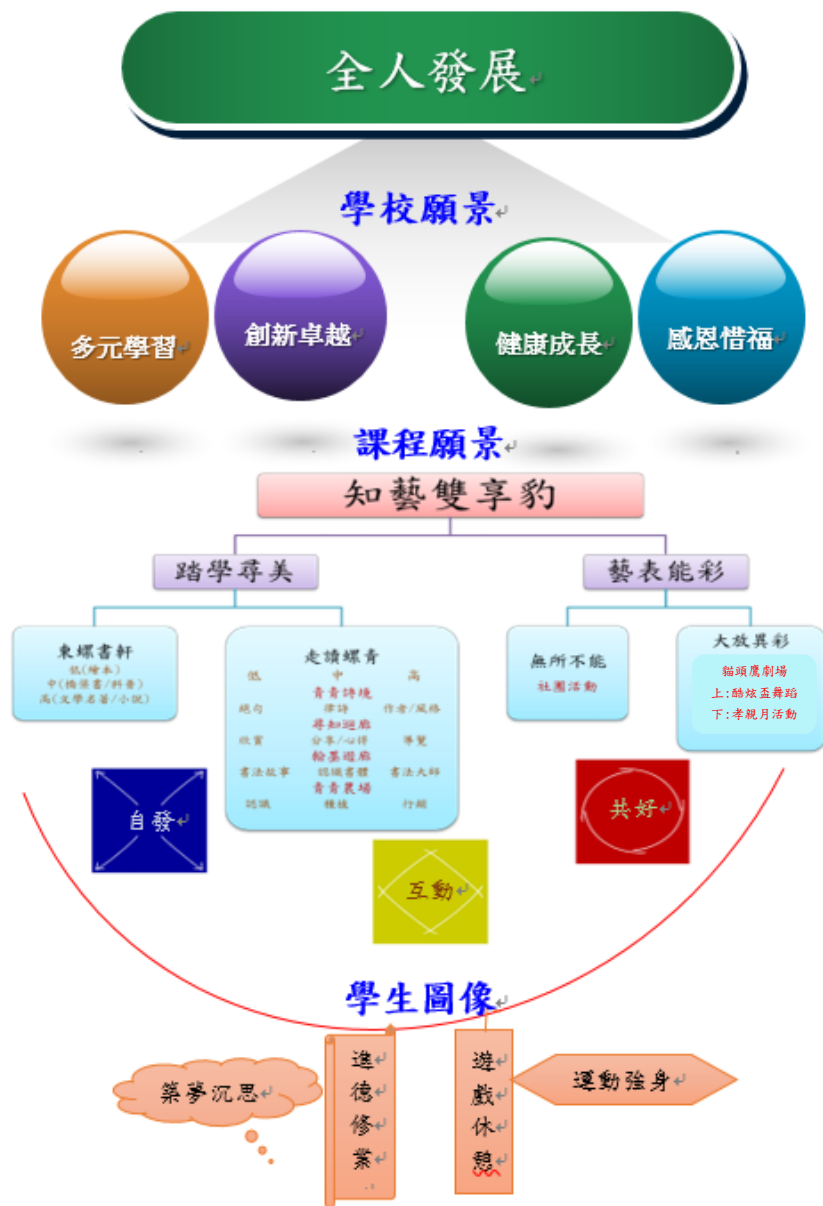 全人發展
學校願景
多元學習
創新卓越
健康成長
感恩惜福
課程願景
知藝雙享豹
踏學尋美
藝表能彩
東螺書軒
低(繪本)
中(橋樑書/科普)
高(文學名著/小說)
走讀螺青
低 中 高
青青詩境
絕句 律詩 作者/風格
尋知迴廊
欣賞 分享/心得 導覽
翰墨迴廊
書法故事 認識書體 書法大師
青青農場
認識 種植 行銷
無所不能
社團活動
大放異彩
貓頭鷹劇場
上:酷炫盃舞蹈
下:孝親月活動
自發
互動
共好
學生圖像
築夢沉思
進德修業
遊戲休憩
運動強身